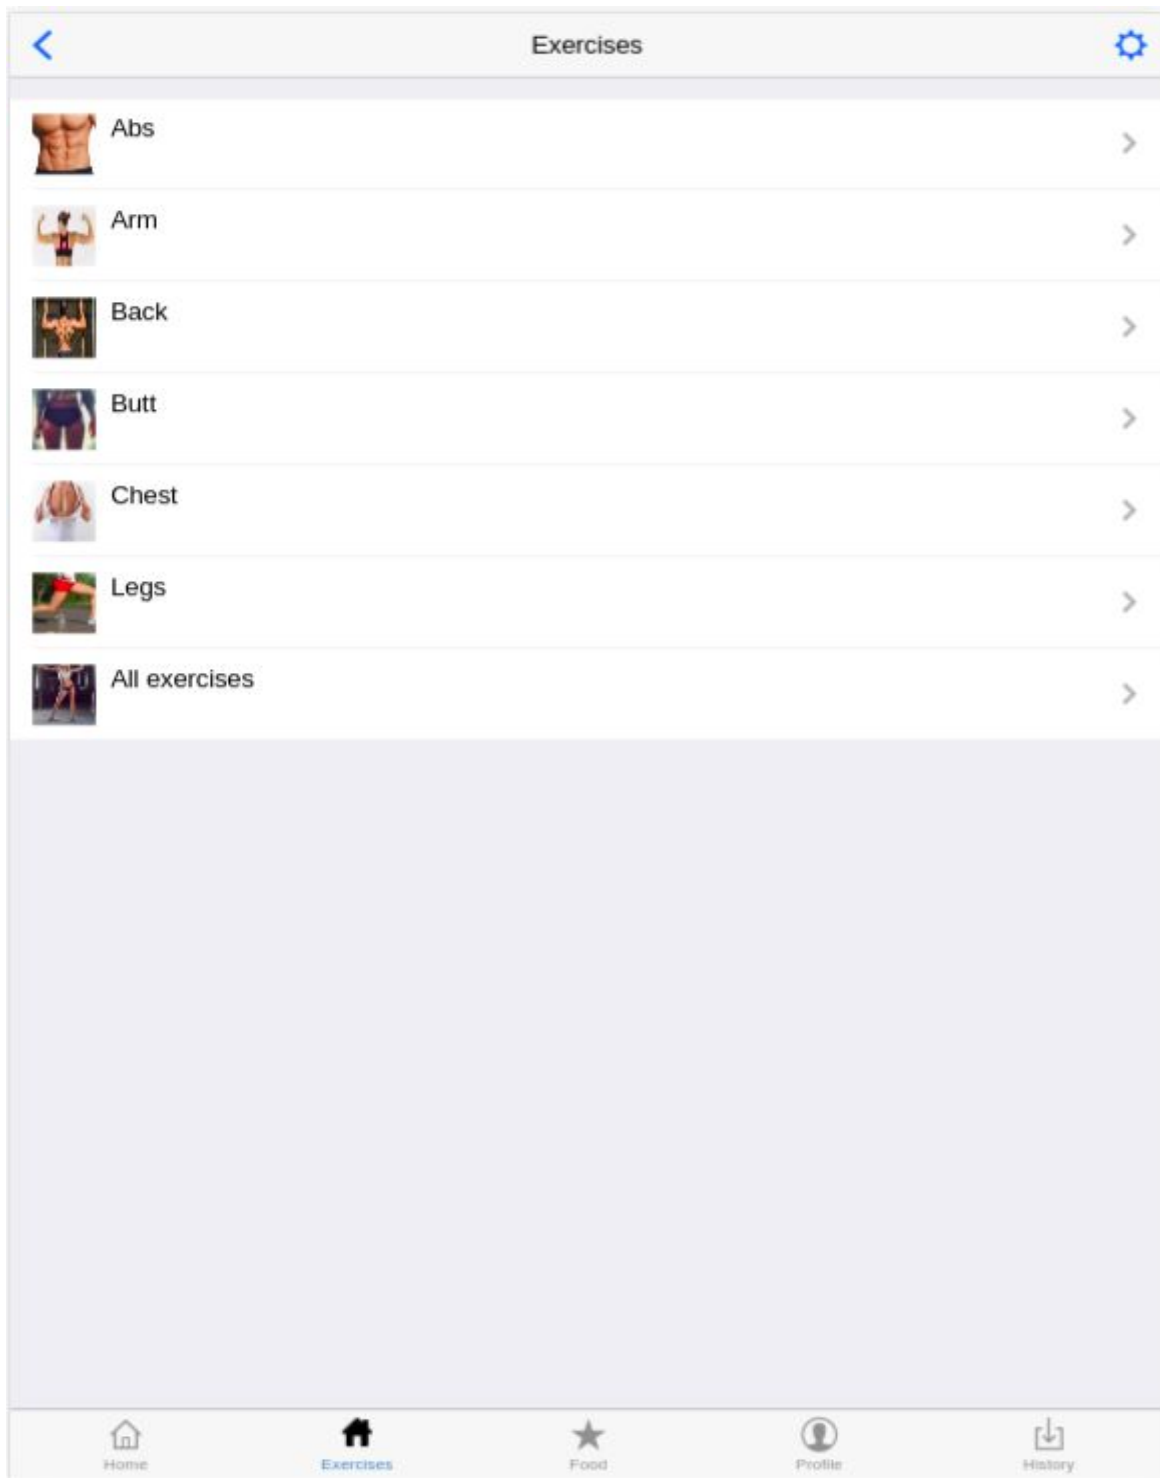 Exercises
Abs
Arm
Back
Butt
Chest
Legs
All exercises
Home
Exercises
Food
Profile
History